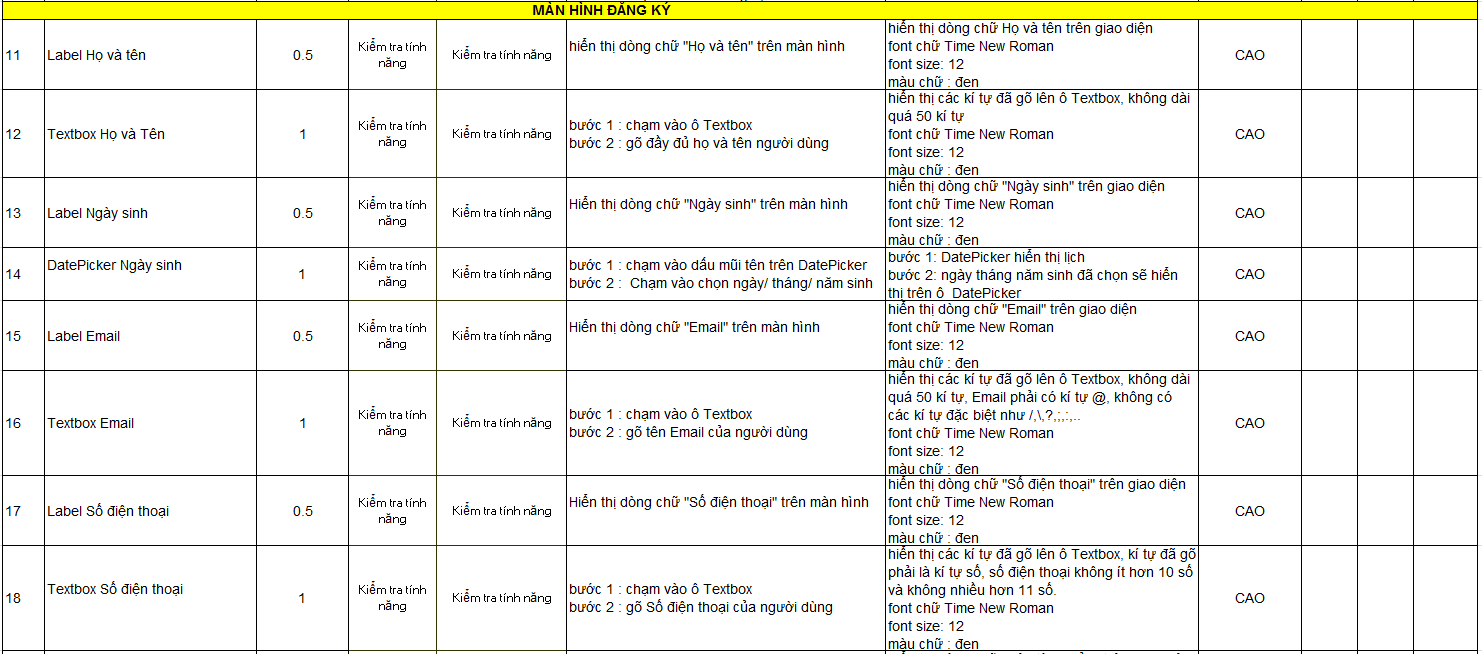 MÀN HÌNH ĐĂNG KÝ
11
Label Họ và tên
0.5
Kiểm tra tính
năng
Kiểm tra tính năng
hiển thị dòng chữ "Họ và tên" trên màn hình
hiển thị dòng chữ Họ và tên trên giao diện
font chữ Time New Roman
font size: 12
màu chữ : đen
CAO
12
Textbox Họ và Tên
1
Kiểm tra tính
năng
Kiểm tra tính năng
bước 1 : chạm vào ô Textbox
bước 2 : gõ đầy đủ họ và tên người dùng
hiển thị các kí tự đã gõ lên ô Textbox, không dài
quá 50 kí tự
font chữ Time New Roman
font size: 12
màu chữ : đen
CAO
13
Label Ngày sinh
0.5
Kiểm tra tính
năng
Kiểm tra tính năng
Hiển thị dòng chữ "Ngày sinh" trên màn hình
hiển thị dòng chữ "Ngày sinh" trên giao diện
font chữ Time New Roman
font size: 12
màu chữ : đen
CAO
14
DatePicker Ngày sinh
1
Kiểm tra tính
năng
Kiểm tra tính năng
bước 1 : chạm vào dấu mũi tên trên DatePicker
bước 2 : Chạm vào chọn ngày/ tháng/ năm sinh
bước 1: DatePicker hiển thị lịch
bước 2: ngày tháng năm sinh đã chọn sẽ hiển
thị trên ô DatePicker
CAO
15
Label Email
0.5
Kiểm tra tính
năng
Kiểm tra tính năng
Hiển thị dòng chữ "Email" trên màn hình
hiển thị dòng chữ "Email" trên giao diện
font chữ Time New Roman
font size: 12
màu chữ : đen
CAO
16
Textbox Email
1
Kiểm tra tính
năng
Kiểm tra tính năng
bước 1 : chạm vào ô Textbox
bước 2 : gõ tên Email của người dùng
hiển thị các kí tự đã gõ lên ô Textbox, không dài
quá 50 kí tự, Email phải có kí tự @, không có
các kí tự đặc biệt như /,\,?,;,:,..
font chữ Time New Roman
font size: 12
màu chữ : đen
CAO
17
Label Số điện thoại
0.5
Kiểm tra tính
năng
Kiểm tra tính năng
Hiển thị dòng chữ "Số điện thoại" trên màn hình
hiển thị dòng chữ "Số điện thoại" trên giao diện
font chữ Time New Roman
font size: 12
màu chữ : đen
CAO
18
Textbox Số điện thoại
1
Kiểm tra tính
năng
Kiểm tra tính năng
bước 1 : chạm vào ô Textbox
bước 2 : gõ Số điện thoại của người dùng
hiển thị các kí tự đã gõ lên ô Textbox, kí tự đã gõ
phải là kí tự số, số điện thoại không ít hơn 10 số
và không nhiều hơn 11 số.
font chữ Time New Roman
font size: 12
màu chữ : đen
CAO